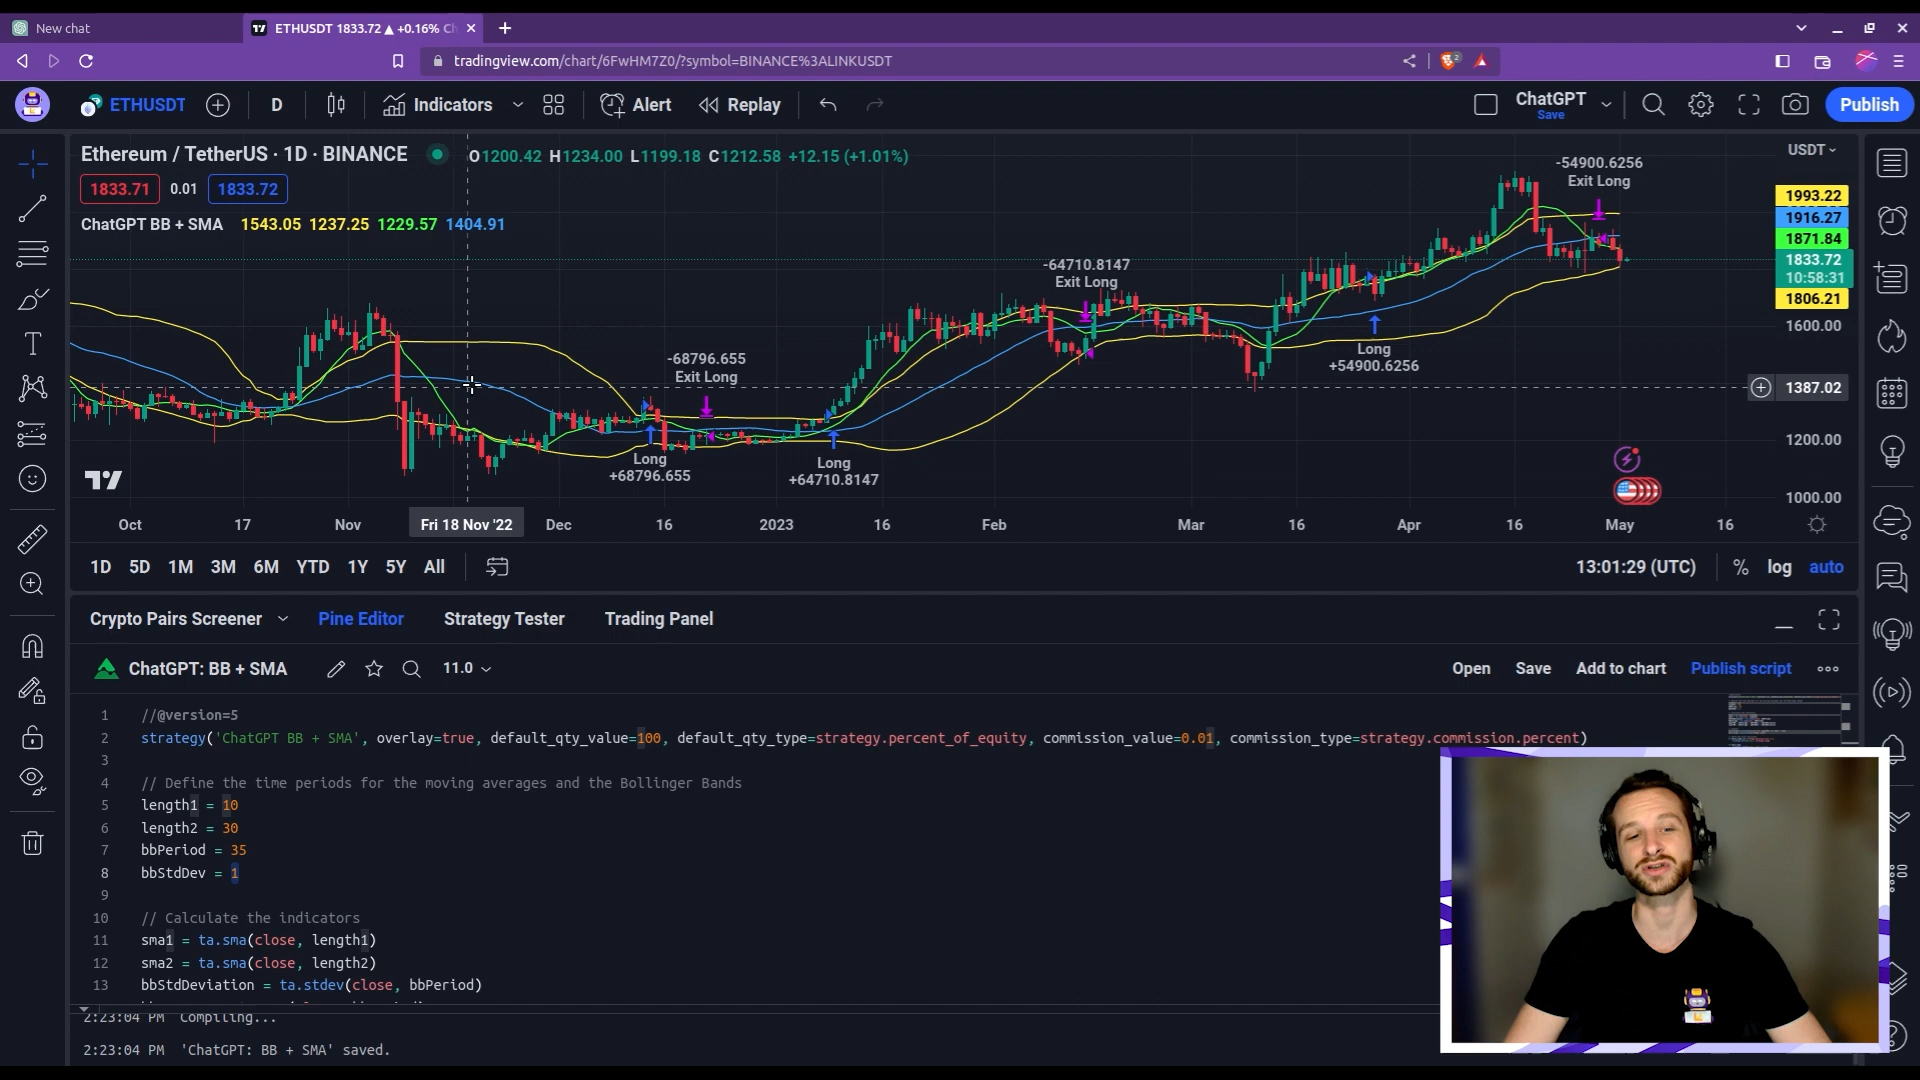 New chat
ETHUSDT 1833.72 ▲ +0.16% Ch
tradingview.com/chart/6FwHM7Z0/?symbol=BINANCE%3ALINKUSDT
2
ETHUSDT
D
Indicators
Alert
Replay
ChatGPT
Save
Publish
Ethereum / TetherUS · 1D · BINANCE
O1200.42 H1234.00 L1199.18 C1212.58 +12.15 (+1.01%)
1833.71
0.01
1833.72
ChatGPT BB + SMA 1543.05 1237.25 1229.57 1404.91
-54900.6256
Exit Long
-64710.8147
Exit Long
-68796.655
Exit Long
Long
+68796.655
Long
+64710.8147
Long
+54900.6256
USDT
1993.22
1916.27
1871.84
1833.72
10:58:31
1806.21
1600.00
1387.02
1200.00
1000.00
Oct 17 Nov Fri 18 Nov '22 Dec 16 2023 16 Feb Mar 16 Apr 16 May 16
1D 5D 1M 3M 6M YTD 1Y 5Y All
13:01:29 (UTC) % log auto
Crypto Pairs Screener Pine Editor Strategy Tester Trading Panel
ChatGPT: BB + SMA 11.0
Open Save Add to chart Publish script
1 //@version=5
2 strategy('ChatGPT BB + SMA', overlay=true, default_qty_value=100, default_qty_type=strategy.percent_of_equity, commission_value=0.01, commission_type=strategy.commission.percent)
3
4 // Define the time periods for the moving averages and the Bollinger Bands
5 length1 = 10
6 length2 = 30
7 bbPeriod = 35
8 bbStdDev = 1
9
10 // Calculate the indicators
11 sma1 = ta.sma(close, length1)
12 sma2 = ta.sma(close, length2)
13 bbStdDeviation = ta.stdev(close, bbPeriod)
2:23:04 PM Compiling...
2:23:04 PM 'ChatGPT: BB + SMA' saved.